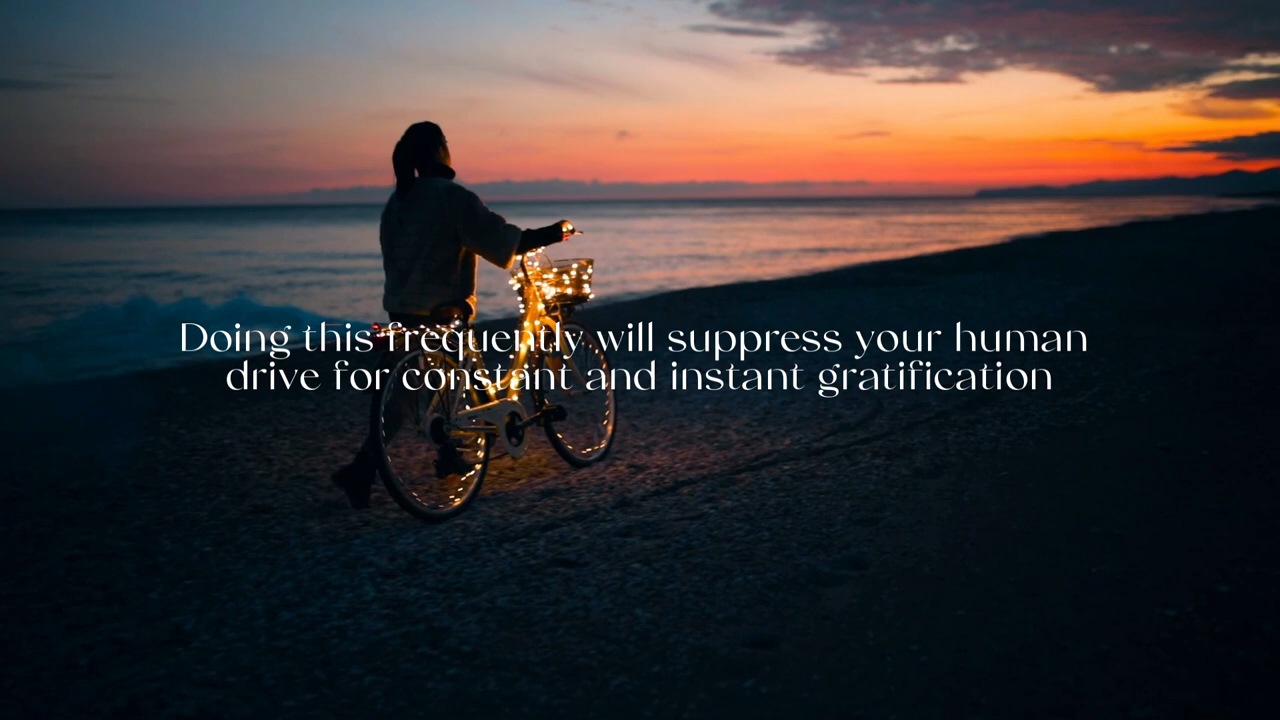 Doing this frequently will suppress your human
drive for constant and instant gratification